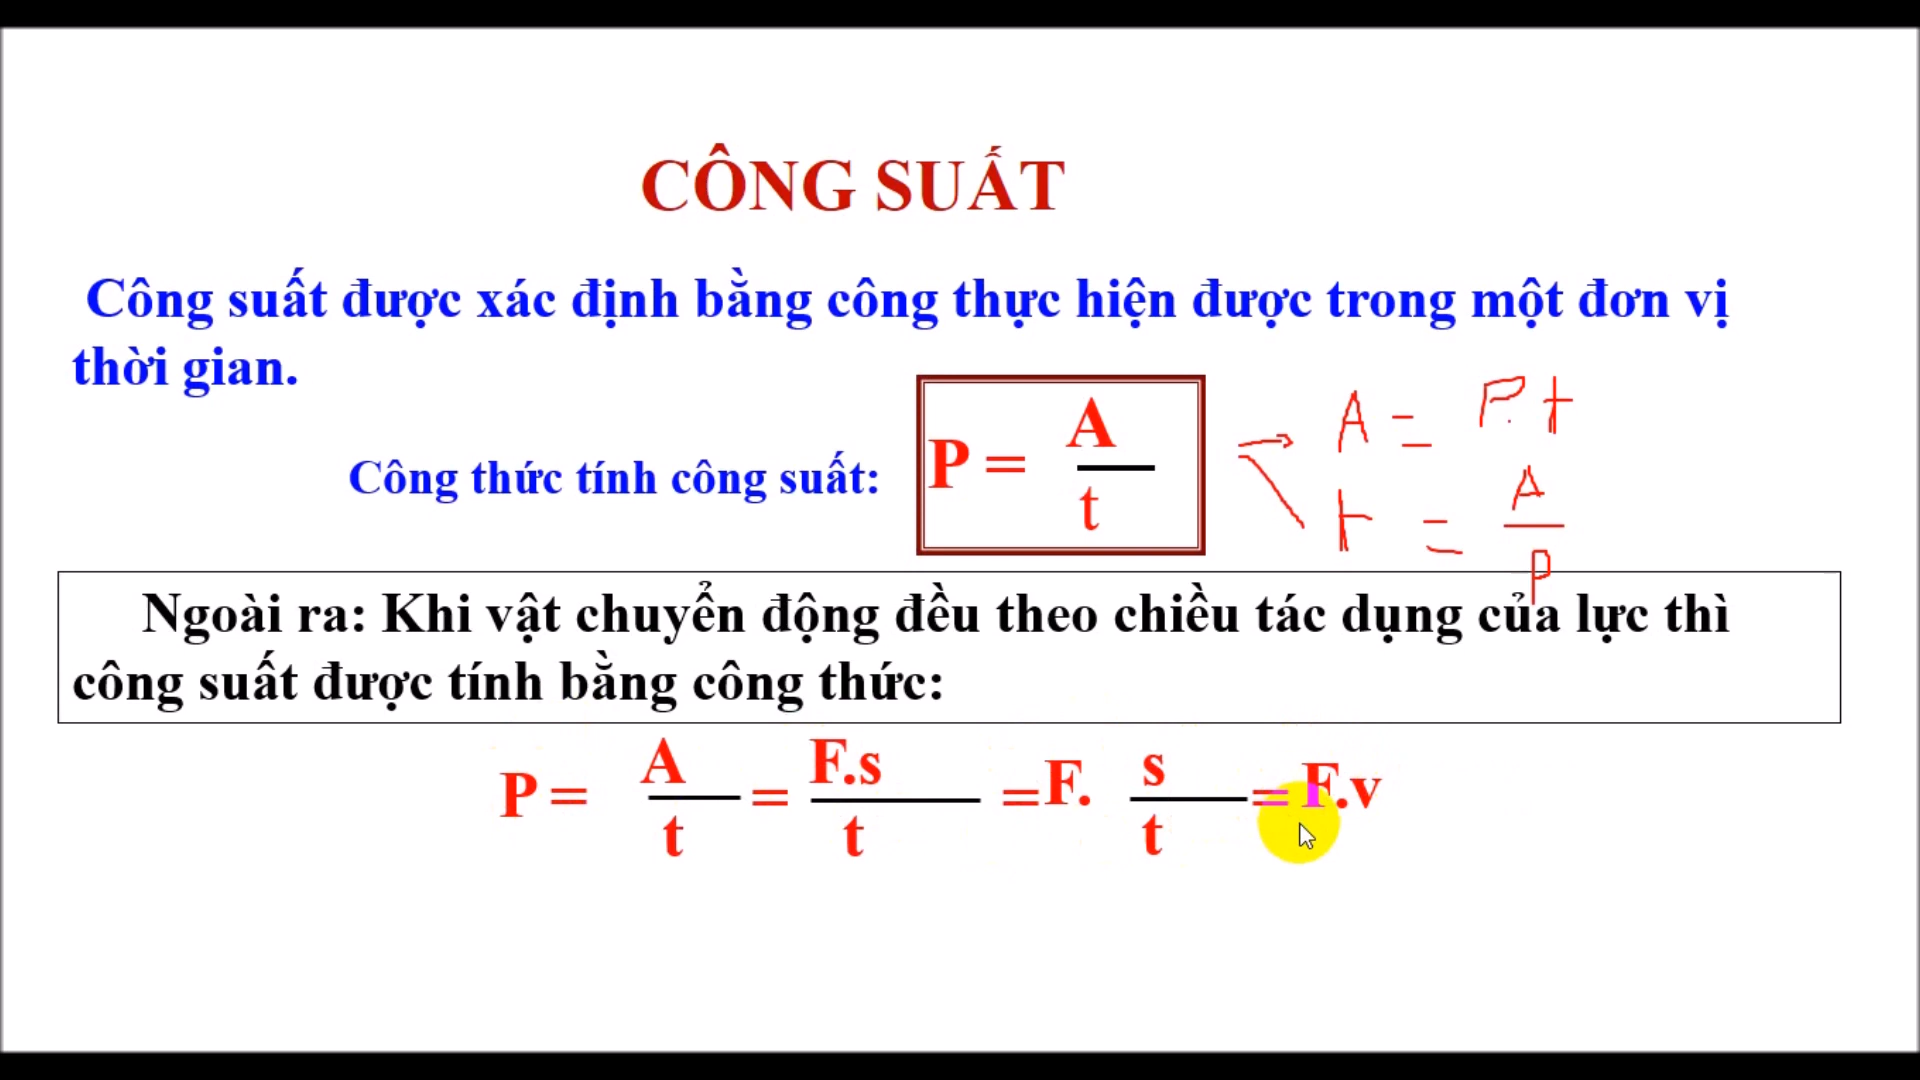 CÔNG SUẤT
Công suất được xác định bằng công thực hiện được trong một đơn vị
thời gian.
Công thức tính công suất:
P = A
t
A = P.t
t = A
P
Ngoài ra: Khi vật chuyển động đều theo chiều tác dụng của lực thì
công suất được tính bằng công thức:
P = A = F.s =F. s = F.v
t t t